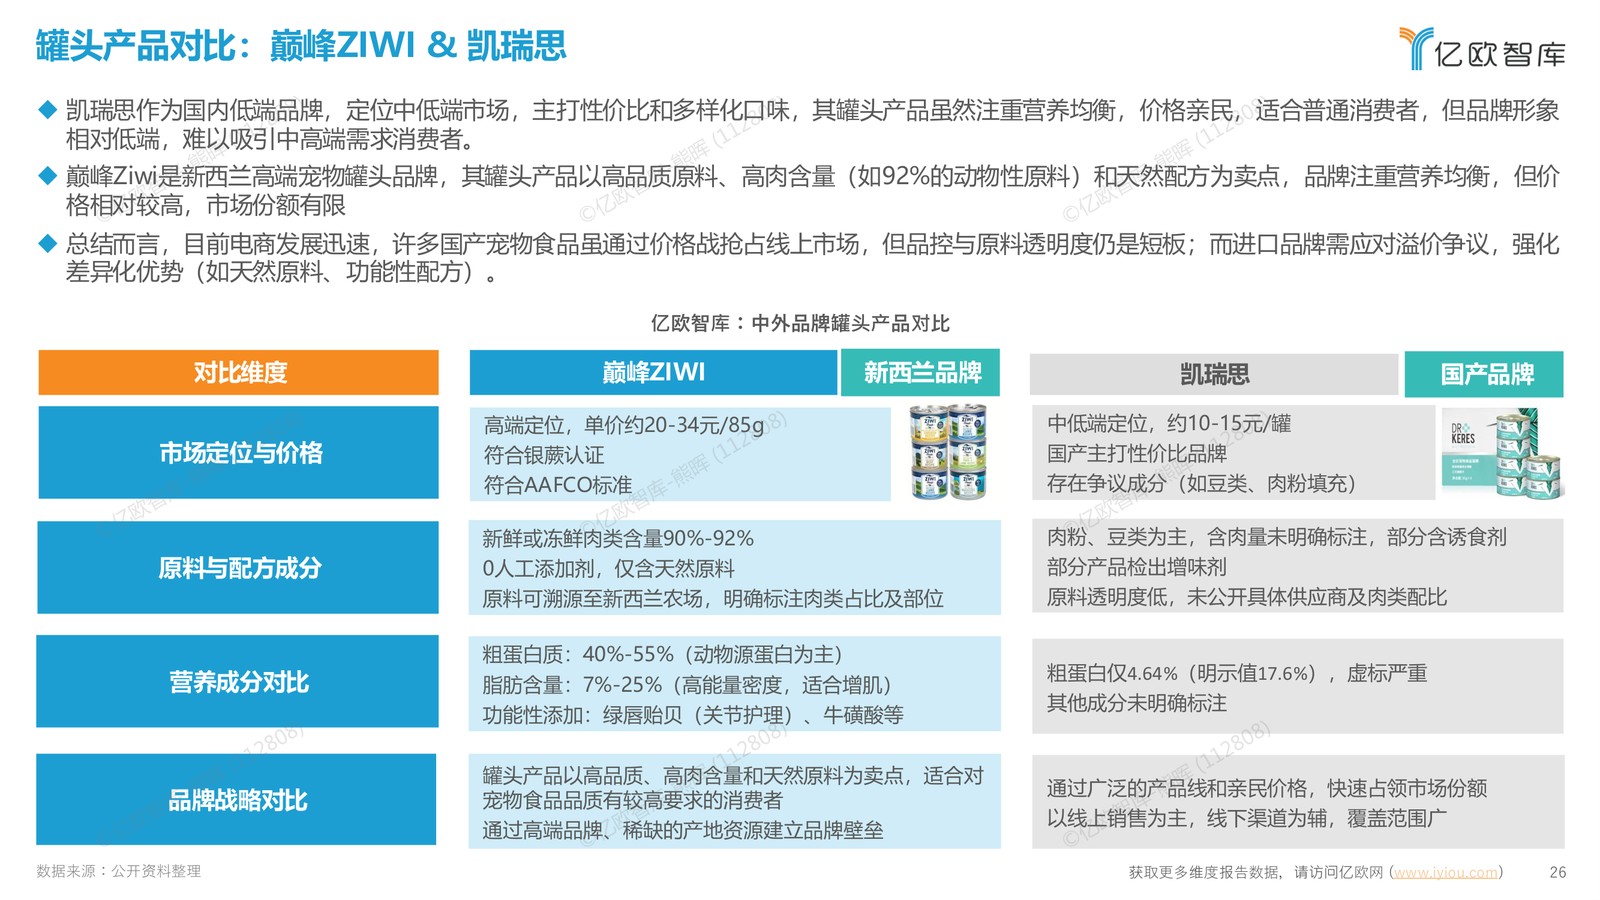 罐头产品对比：巅峰ZIWI & 凯瑞思
亿欧智库
◆ 凯瑞思作为国内低端品牌，定位中低端市场，主打性价比和多样化口味，其罐头产品虽然注重营养均衡，价格亲民，适合普通消费者，但品牌形象
相对低端，难以吸引中高端需求消费者。
◆ 巅峰Ziwi是新西兰高端宠物罐头品牌，其罐头产品以高品质原料、高肉含量（如92%的动物性原料）和天然配方为卖点，品牌注重营养均衡，但价
格相对较高，市场份额有限
◆ 总结而言，目前电商发展迅速，许多国产宠物食品虽通过价格战抢占线上市场，但品控与原料透明度仍是短板；而进口品牌需应对溢价争议，强化
差异化优势（如天然原料、功能性配方）。
亿欧智库：中外品牌罐头产品对比
对比维度
巅峰ZIWI
新西兰品牌
凯瑞思
国产品牌
市场定位与价格
高端定位，单价约20-34元/85g
符合银蕨认证
符合AAFCO标准
ZIWI
中低端定位，约10-15元/罐
国产主打性价比品牌
存在争议成分（如豆类、肉粉填充）
DR
KERES
原料与配方成分
新鲜或冻鲜肉类含量90%-92%
0人工添加剂，仅含天然原料
原料可溯源至新西兰农场，明确标注肉类占比及部位
肉粉、豆类为主，含肉量未明确标注，部分含诱食剂
部分产品检出增味剂
原料透明度低，未公开具体供应商及肉类配比
营养成分对比
粗蛋白质：40%-55%（动物源蛋白为主）
脂肪含量：7%-25%（高能量密度，适合增肌）
功能性添加：绿唇贻贝（关节护理）、牛磺酸等
粗蛋白仅4.64%（明示值17.6%），虚标严重
其他成分未明确标注
品牌战略对比
罐头产品以高品质、高肉含量和天然原料为卖点，适合对
宠物食品品质有较高要求的消费者
通过高端品牌、稀缺的产地资源建立品牌壁垒
通过广泛的产品线和亲民价格，快速占领市场份额
以线上销售为主，线下渠道为辅，覆盖范围广
©亿欧智库-熊晖 (112808)
数据来源：公开资料整理
获取更多维度报告数据，请访问亿欧网 (www.iyiou.com)
26